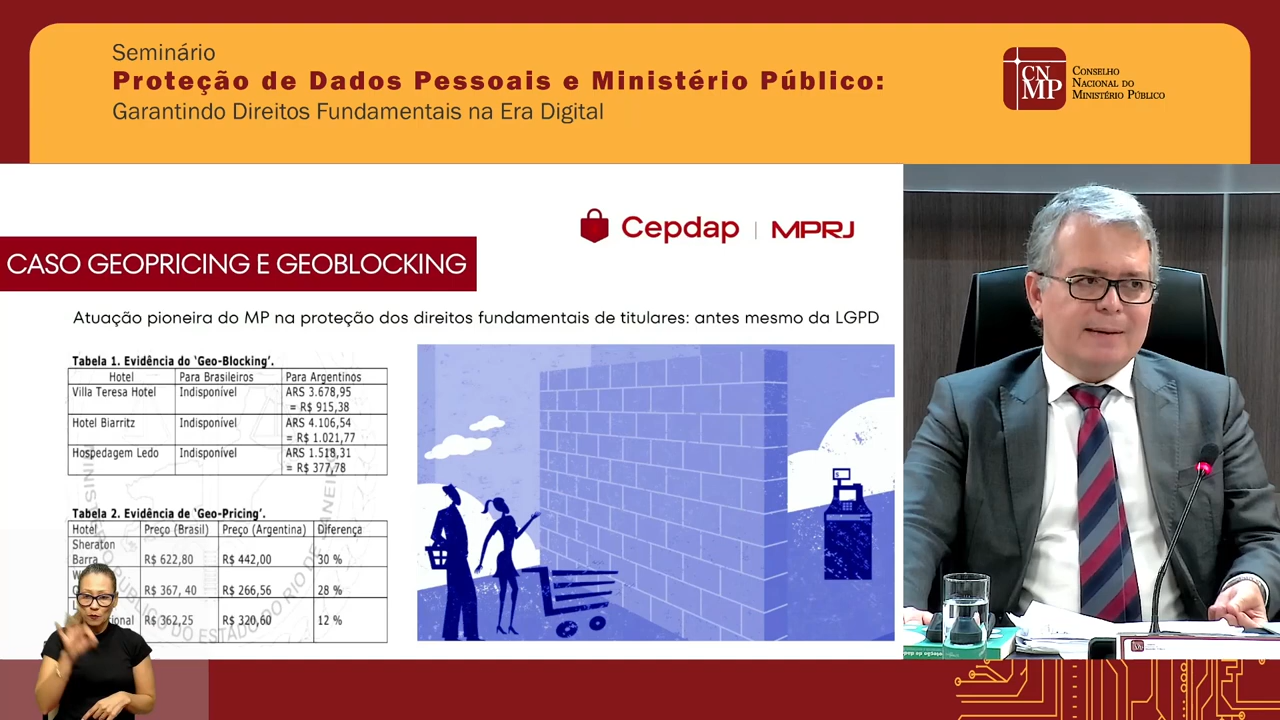 Seminário
Proteção de Dados Pessoais e Ministério Público:
Garantindo Direitos Fundamentais na Era Digital
CN
MP
CONSELHO
NACIONAL DO
MINISTÉRIO PÚBLICO
Cepdap | MPRJ
CASO GEOPRICING E GEOBLOCKING
Atuação pioneira do MP na proteção dos direitos fundamentais de titulares: antes mesmo da LGPD
Tabela 1. Evidência do 'Geo-Blocking'.
Hotel Para Brasileiros Para Argentinos
Villa Teresa Hotel Indisponível ARS 3.678,95
= R$ 915,38
Hotel Biarritz Indisponível ARS 4.106,54
= R$ 1.021,77
Hospedagem Ledo Indisponível ARS 1.518,31
= R$ 377,78
Tabela 2. Evidência de 'Geo-Pricing'.
Hotel Preço (Brasil) Preço (Argentina) Diferença
Sheraton
Barra R$ 622,80 R$ 442,00 30 %
R$ 367, 40 R$ 266,56 28 %
R$ 362,25 R$ 320,60 12 %